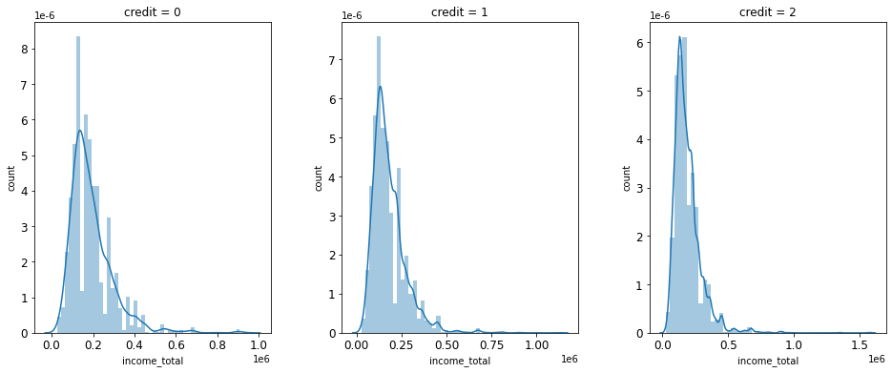 credit = 0
1e-6
8
7
6
5
4
3
2
1
0
count
0.0 0.2 0.4 0.6 0.8 1.0
income_total
1e6
credit = 1
1e-6
7
6
5
4
3
2
1
0
count
0.00 0.25 0.50 0.75 1.00
income_total
1e6
credit = 2
1e-6
6
5
4
3
2
1
0
count
0.0 0.5 1.0 1.5
income_total
1e6